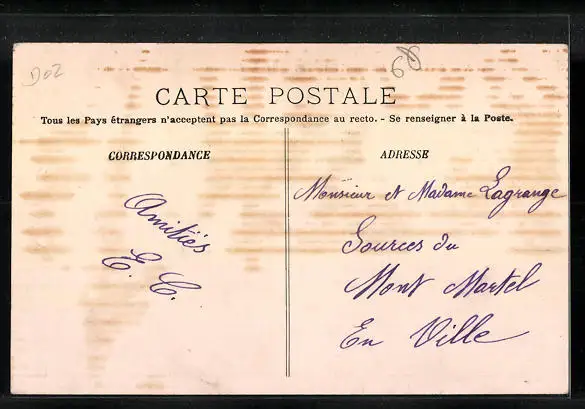 D02
68
CARTE POSTALE
Tous les Pays étrangers n'acceptent pas la Correspondance au recto. - Se renseigner à la Poste.
CORRESPONDANCE
ADRESSE
Amitiés
E. C.
Monsieur et Madame Lagrange
Sources du
Mont Martel
En Ville